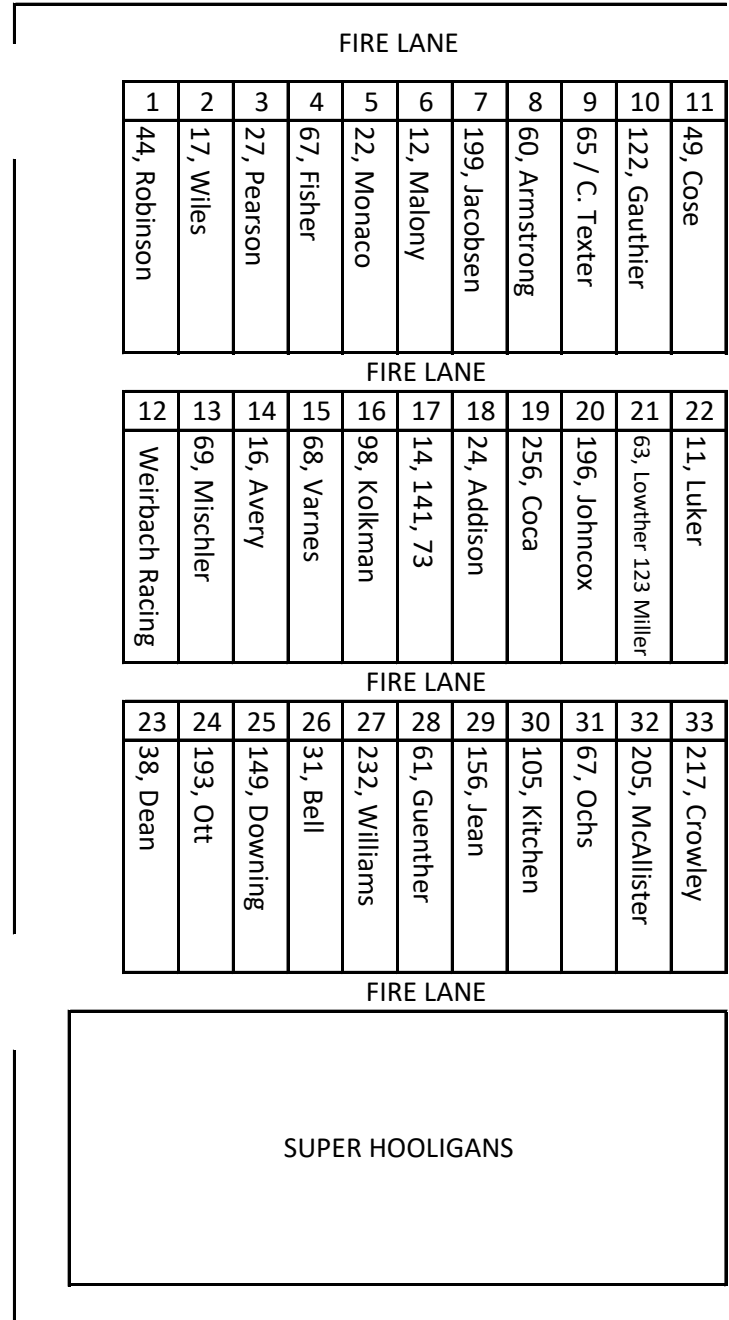 FIRE LANE
1 2 3 4 5 6 7 8 9 10 11
44, Robinson
17, Wiles
27, Pearson
67, Fisher
22, Monaco
12, Malony
199, Jacobsen
60, Armstrong
65 / C. Texter
122, Gauthier
49, Cose
FIRE LANE
12 13 14 15 16 17 18 19 20 21 22
Weirbach Racing
69, Mischler
16, Avery
68, Varnes
98, Kolkman
14, 141, 73
24, Addison
256, Coca
196, Johncox
63, Lowther 123 Miller
11, Luker
FIRE LANE
23 24 25 26 27 28 29 30 31 32 33
38, Dean
193, Ott
149, Downing
31, Bell
232, Williams
61, Guenther
156, Jean
105, Kitchen
67, Ochs
205, McAllister
217, Crowley
FIRE LANE
SUPER HOOLIGANS